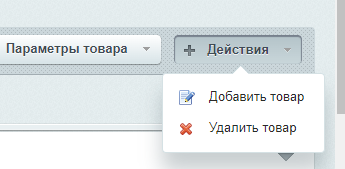 Параметры товара
Действия
Добавить товар
Удалить товар